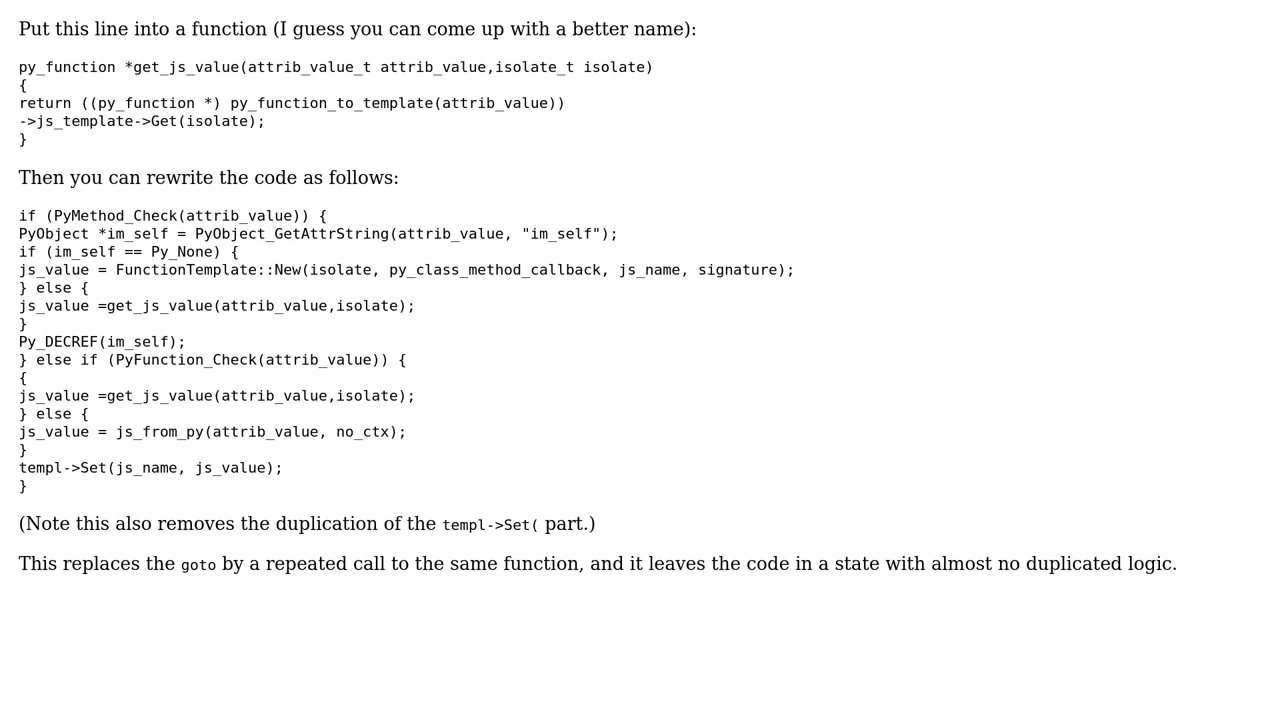 Put this line into a function (I guess you can come up with a better name):
py_function *get_js_value(attrib_value_t attrib_value,isolate_t isolate)
{
return ((py_function *) py_function_to_template(attrib_value))
->js_template->Get(isolate);
}
Then you can rewrite the code as follows:
if (PyMethod_Check(attrib_value)) {
PyObject *im_self = PyObject_GetAttrString(attrib_value, "im_self");
if (im_self == Py_None) {
js_value = FunctionTemplate::New(isolate, py_class_method_callback, js_name, signature);
} else {
js_value =get_js_value(attrib_value,isolate);
}
Py_DECREF(im_self);
} else if (PyFunction_Check(attrib_value)) {
{
js_value =get_js_value(attrib_value,isolate);
} else {
js_value = js_from_py(attrib_value, no_ctx);
}
templ->Set(js_name, js_value);
}
(Note this also removes the duplication of the templ->Set( part.)
This replaces the goto by a repeated call to the same function, and it leaves the code in a state with almost no duplicated logic.